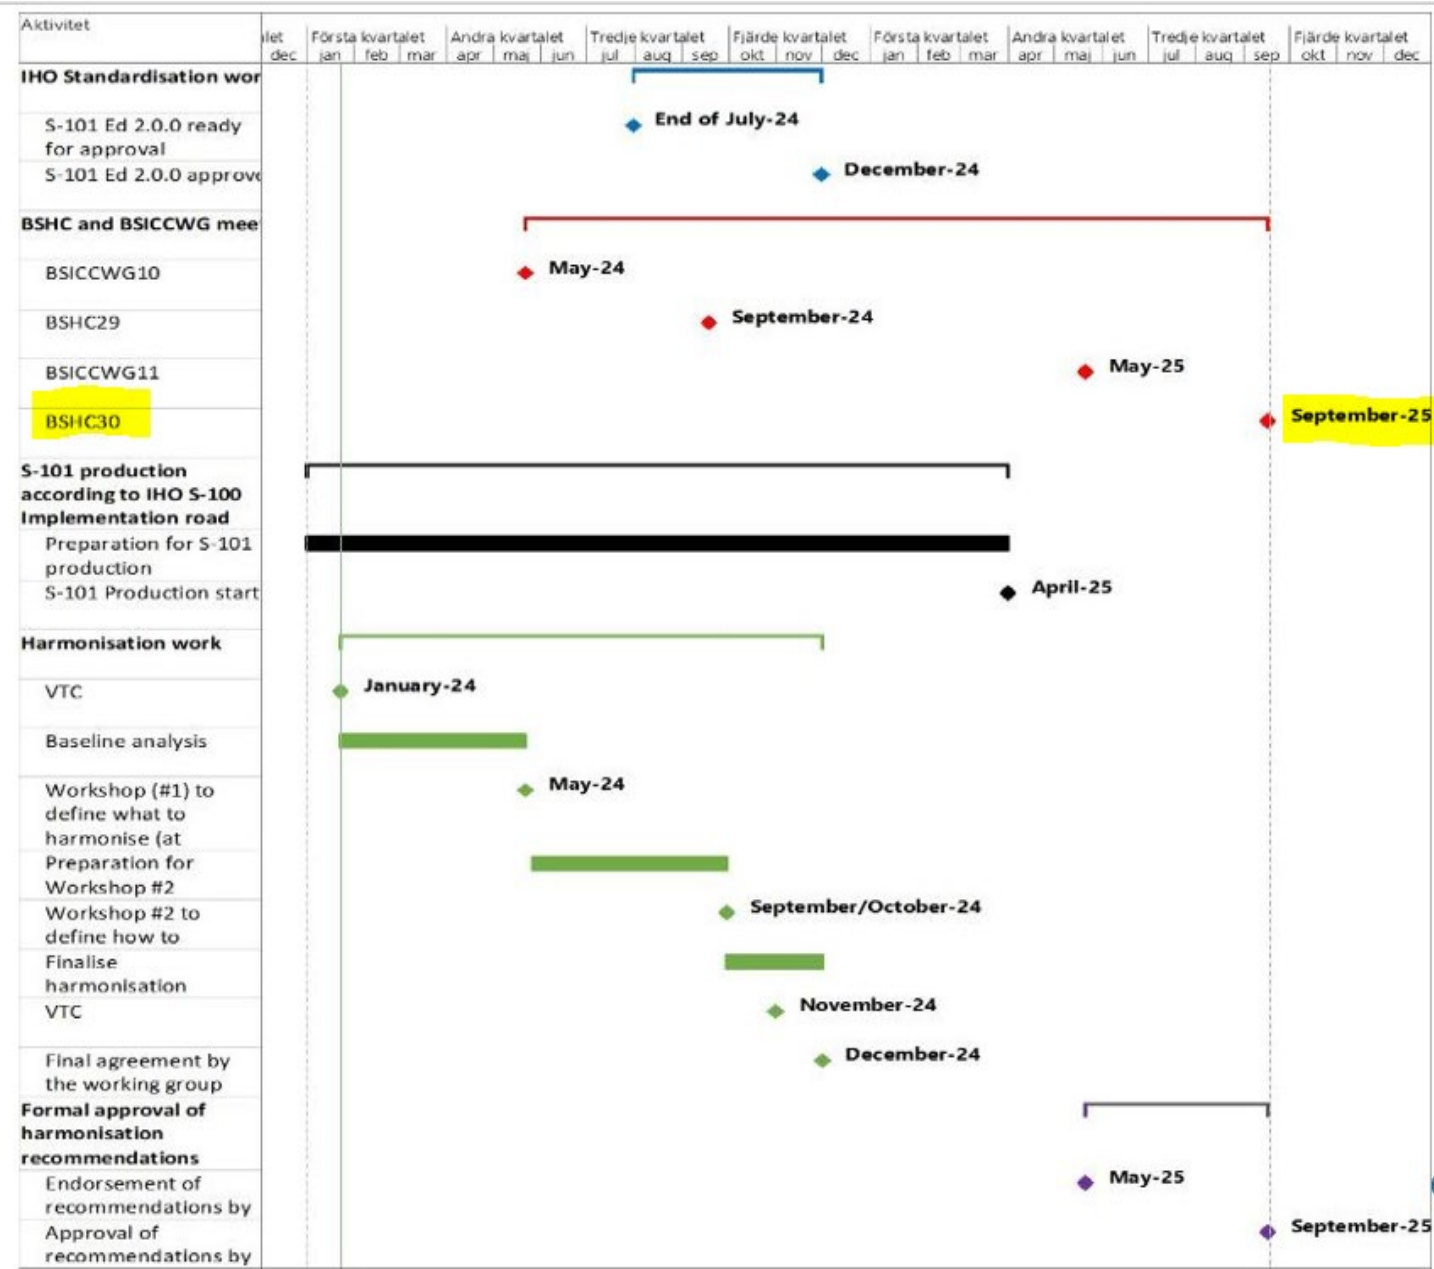 Aktivitet
let Första kvartalet Andra kvartalet Tredje kvartalet Fjärde kvartalet Första kvartalet Andra kvartalet Tredje kvartalet Fjärde kvartalet
dec jan feb mar apr maj jun jul aug sep okt nov dec jan feb mar apr maj jun jul aug sep okt nov dec
IHO Standardisation wor
S-101 Ed 2.0.0 ready
for approval
End of July-24
S-101 Ed 2.0.0 approve
December-24
BSHC and BSICCWG mee
BSICCWG10
May-24
BSHC29
September-24
BSICCWG11
May-25
BSHC30
September-25
S-101 production
according to IHO S-100
Implementation road
Preparation for S-101
production
S-101 Production start
April-25
Harmonisation work
VTC
January-24
Baseline analysis
Workshop (#1) to
define what to
harmonise (at
May-24
Preparation for
Workshop #2
Workshop #2 to
define how to
September/October-24
Finalise
harmonisation
VTC
November-24
Final agreement by
the working group
December-24
Formal approval of
harmonisation
recommendations
Endorsement of
recommendations by
May-25
Approval of
recommendations by
September-25